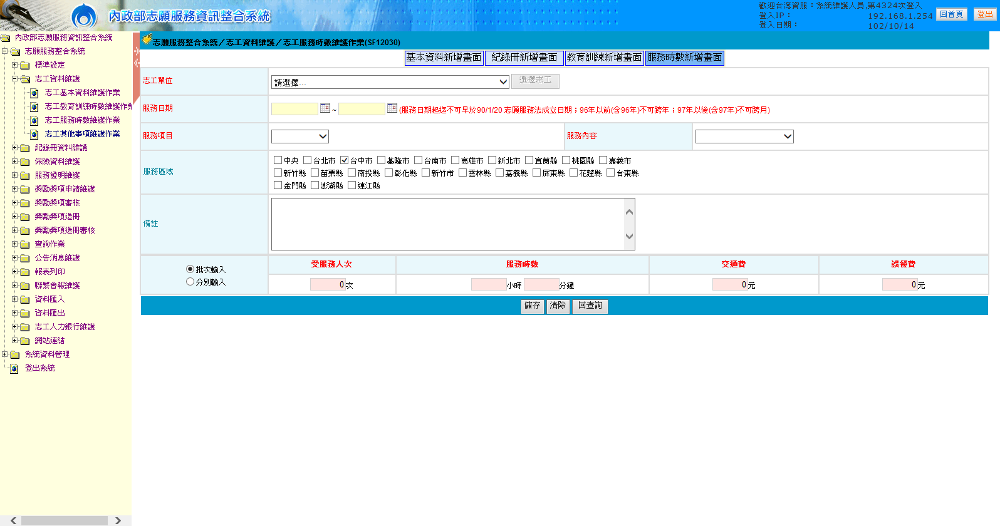 內政部志願服務資訊整合系統
歡迎台灣資服：系統維護人員,第4324次登入
登入IP： 192.168.1.254
登入日期： 102/10/14
回首頁 登出
內政部志願服務資訊整合系統
志願服務整合系統
標準設定
志工資料維護
志工基本資料維護作業
志工教育訓練時數維護作業
志工服務時數維護作業
志工其他事項維護作業
紀錄冊資料維護
保險資料維護
服務證明維護
獎勵獎項申請維護
獎勵獎項審核
獎勵獎項造冊
獎勵獎項造冊審核
查詢作業
公告消息維護
報表列印
聯繫會報維護
資料匯入
資料匯出
志工人力銀行維護
網站連結
系統資料管理
登出系統
志願服務整合系統／志工資料維護／志工服務時數維護作業(SF12030)
基本資料新增畫面 紀錄冊新增畫面 教育訓練新增畫面 服務時數新增畫面
志工單位 請選擇... 選擇志工
服務日期 ~ (服務日期起迄不可早於90/1/20 志願服務法成立日期；96年以前(含96年)不可跨年；97年以後(含97年)不可跨月)
服務項目 服務內容
服務區域
中央 台北市 台中市 基隆市 台南市 高雄市 新北市 宜蘭縣 桃園縣 嘉義市
新竹縣 苗栗縣 南投縣 彰化縣 新竹市 雲林縣 嘉義縣 屏東縣 花蓮縣 台東縣
金門縣 澎湖縣 連江縣
備註
批次輸入
分別輸入
受服務人次 服務時數 交通費 誤餐費
0次 小時 分鐘 0元 0元
儲存 清除 回查詢